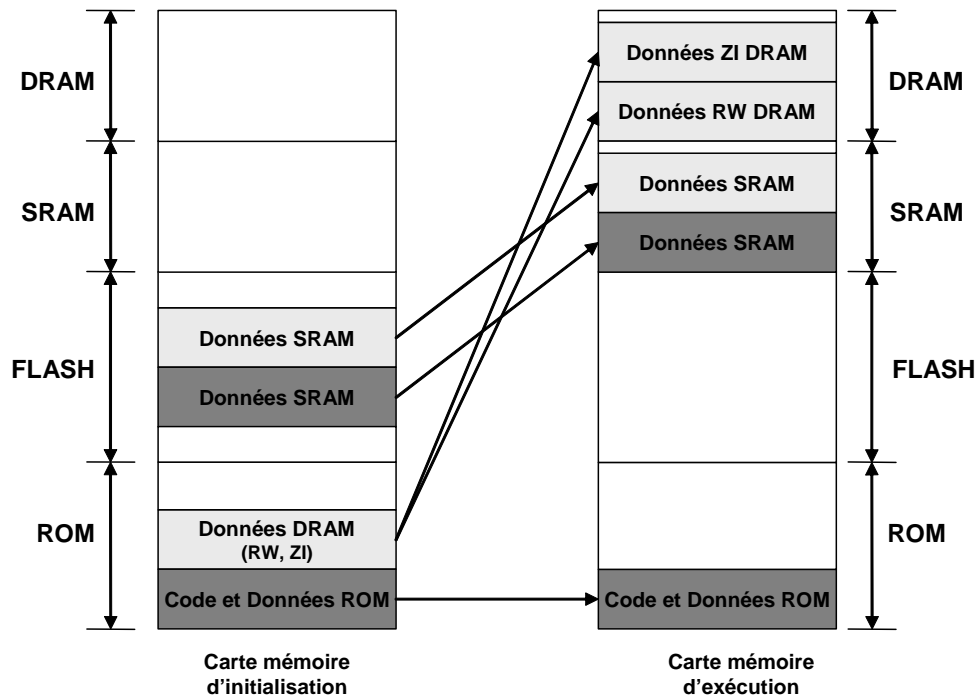 DRAM
SRAM
FLASH
ROM
Données SRAM
Données SRAM
Données DRAM
(RW, ZI)
Code et Données ROM
Carte mémoire
d'initialisation
Données ZI DRAM
Données RW DRAM
Données SRAM
Données SRAM
Code et Données ROM
Carte mémoire
d'exécution
DRAM
SRAM
FLASH
ROM